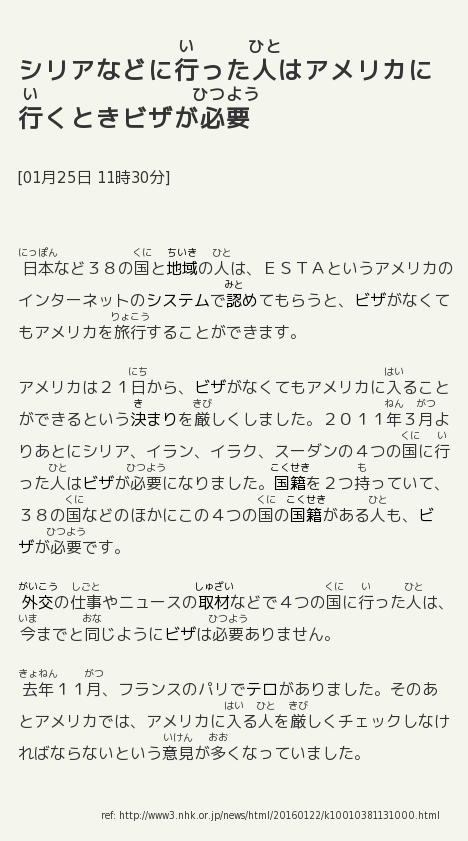 シリアなどに行った人はアメリカに
行くときビザが必要
[01月25日 11時30分]
日本など３８の国と地域の人は、ＥＳＴＡというアメリカの
インターネットのシステムで認めてもらうと、ビザがなくて
もアメリカを旅行することができます。
アメリカは２１日から、ビザがなくてもアメリカに入ること
ができるという決まりを厳しくしました。２０１１年３月よ
りあとにシリア、イラン、イラク、スーダンの４つの国に行
った人はビザが必要になりました。国籍を２つ持っていて、
３８の国などのほかにこの４つの国の国籍がある人も、ビ
ザが必要です。
外交の仕事やニュースの取材などで４つの国に行った人は、
今までと同じようにビザは必要ありません。
去年１１月、フランスのパリでテロがありました。そのあ
とアメリカでは、アメリカに入る人を厳しくチェックしなけ
ればならないという意見が多くなっていました。
ref: http://www3.nhk.or.jp/news/html/20160122/k10010381131000.html